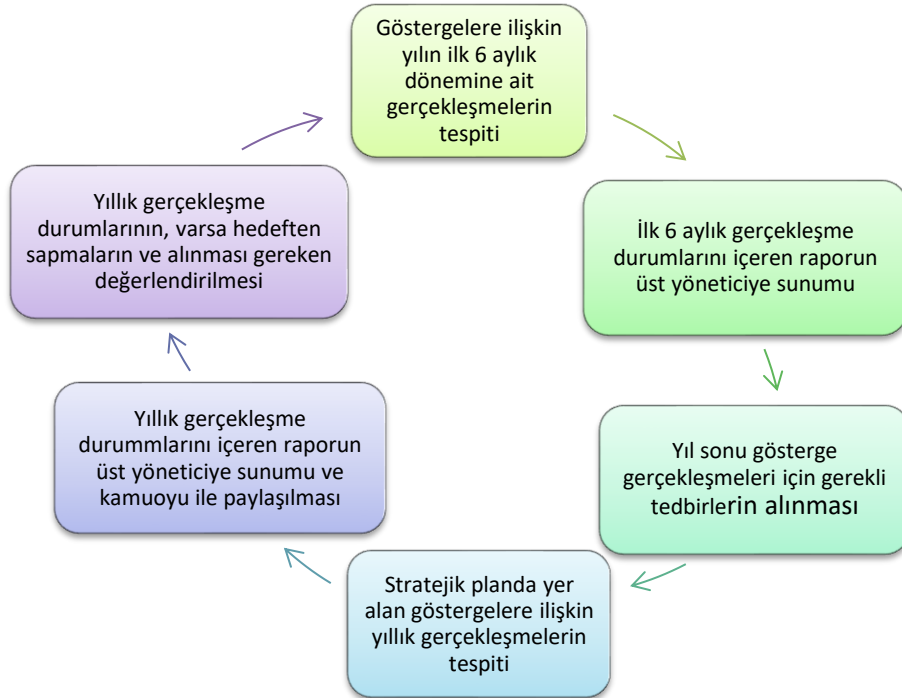 Göstergelere ilişkin
yılın ilk 6 aylık
dönemine ait
gerçekleşmelerin
tespiti
İlk 6 aylık gerçekleşme
durumlarını içeren raporun
üst yöneticiye sunumu
Yıl sonu gösterge
gerçekleşmeleri için gerekli
tedbirlerin alınması
Stratejik planda yer
alan göstergelere ilişkin
yıllık gerçekleşmelerin
tespiti
Yıllık gerçekleşme
durummlarını içeren raporun
üst yöneticiye sunumu ve
kamuoyu ile paylaşılması
Yıllık gerçekleşme
durumlarının, varsa hedeften
sapmaların ve alınması gereken
değerlendirilmesi